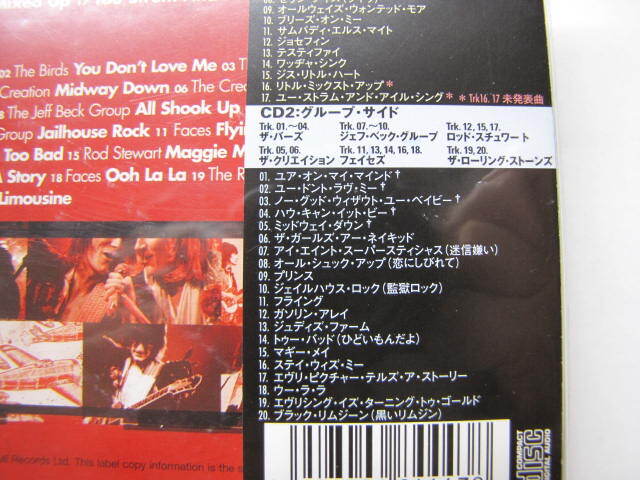 Mixed Up 17
02 The Birds You Don't Love Me 03
Creation Midway Down 06 The Crea
The Jeff Beck Group All Shook Up
Group Jailhouse Rock 11 Faces Flyin
Too Bad 15 Rod Stewart Maggie M
A Story 18 Faces Ooh La La 19 The R
Limousine
Records Ltd. This label copy information is the s
09. オールウェイズ・ウォンテッド・モア
10. ブリーズ・オン・ミー
11. サムバディ・エルス・マイト
12. ジョセフィン
13. テスティファイ
14. ワッヂャ・シンク
15. ジス・リトル・ハート
16. リトル・ミックスト・アップ*
17. ユー・ストラム・アンド・アイル・シング* *Trk16、17 未発表曲
CD2:グループ・サイド
Trk. 01.〜04. Trk. 07.〜10. Trk. 12, 15, 17.
ザ・バーズ ジェフ・ベック・グループ ロッド・スチュワート
Trk. 05, 06. Trk. 11, 13, 14, 16, 18. Trk. 19, 20.
ザ・クリエイション フェイセズ ザ・ローリング・ストーンズ
01. ユア・オン・マイ・マインド†
02. ユー・ドント・ラヴ・ミー†
03. ノー・グッド・ウィザウト・ユー・ベイビー†
04. ハウ・キャン・イット・ビー†
05. ミッドウェイ・ダウン†
06. ザ・ガールズ・アー・ネイキッド
07. アイ・エイント・スーパースティシャス(迷信嫌い)
08. オール・シュック・アップ(恋にしびれて)
09. プリンス
10. ジェイルハウス・ロック(監獄ロック)
11. フライング
12. ガソリン・アレイ
13. ジュディズ・ファーム
14. トゥー・バッド(ひどいもんだよ)
15. マギー・メイ
16. ステイ・ウィズ・ミー
17. エヴリ・ピクチャー・テルズ・ア・ストーリー
18. ウー・ラ・ラ
19. エヴリシング・イズ・ターニング・トゥ・ゴールド
20. ブラック・リムジーン(黒いリムジン)
COMPACT
disc
DIGITAL AUDIO